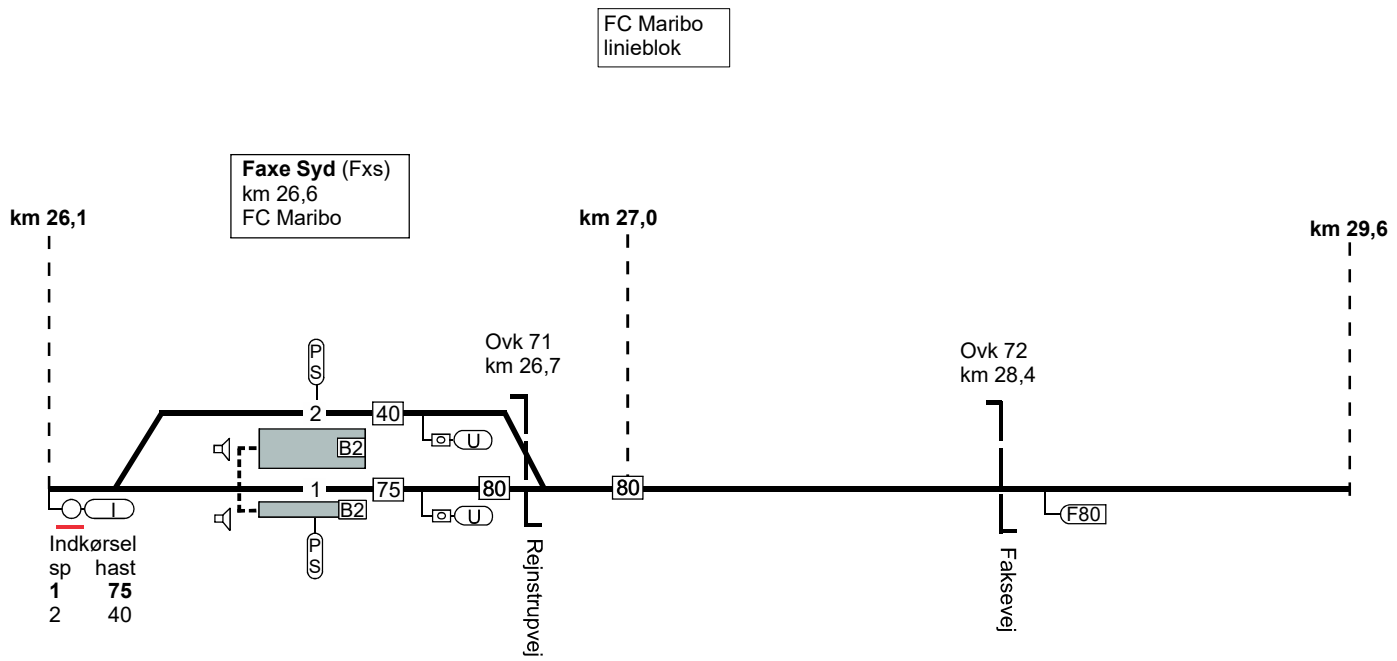 FC Maribo
linieblok
Faxe Syd (Fxs)
km 26,6
FC Maribo
km 26,1
km 27,0
km 29,6
Ovk 71
km 26,7
Ovk 72
km 28,4
P
S
2
40
U
B2
1
75
80
80
B2
U
I
F80
P
S
Indkørsel
sp hast
1 75
2 40
Rejnstrupvej
Faksevej